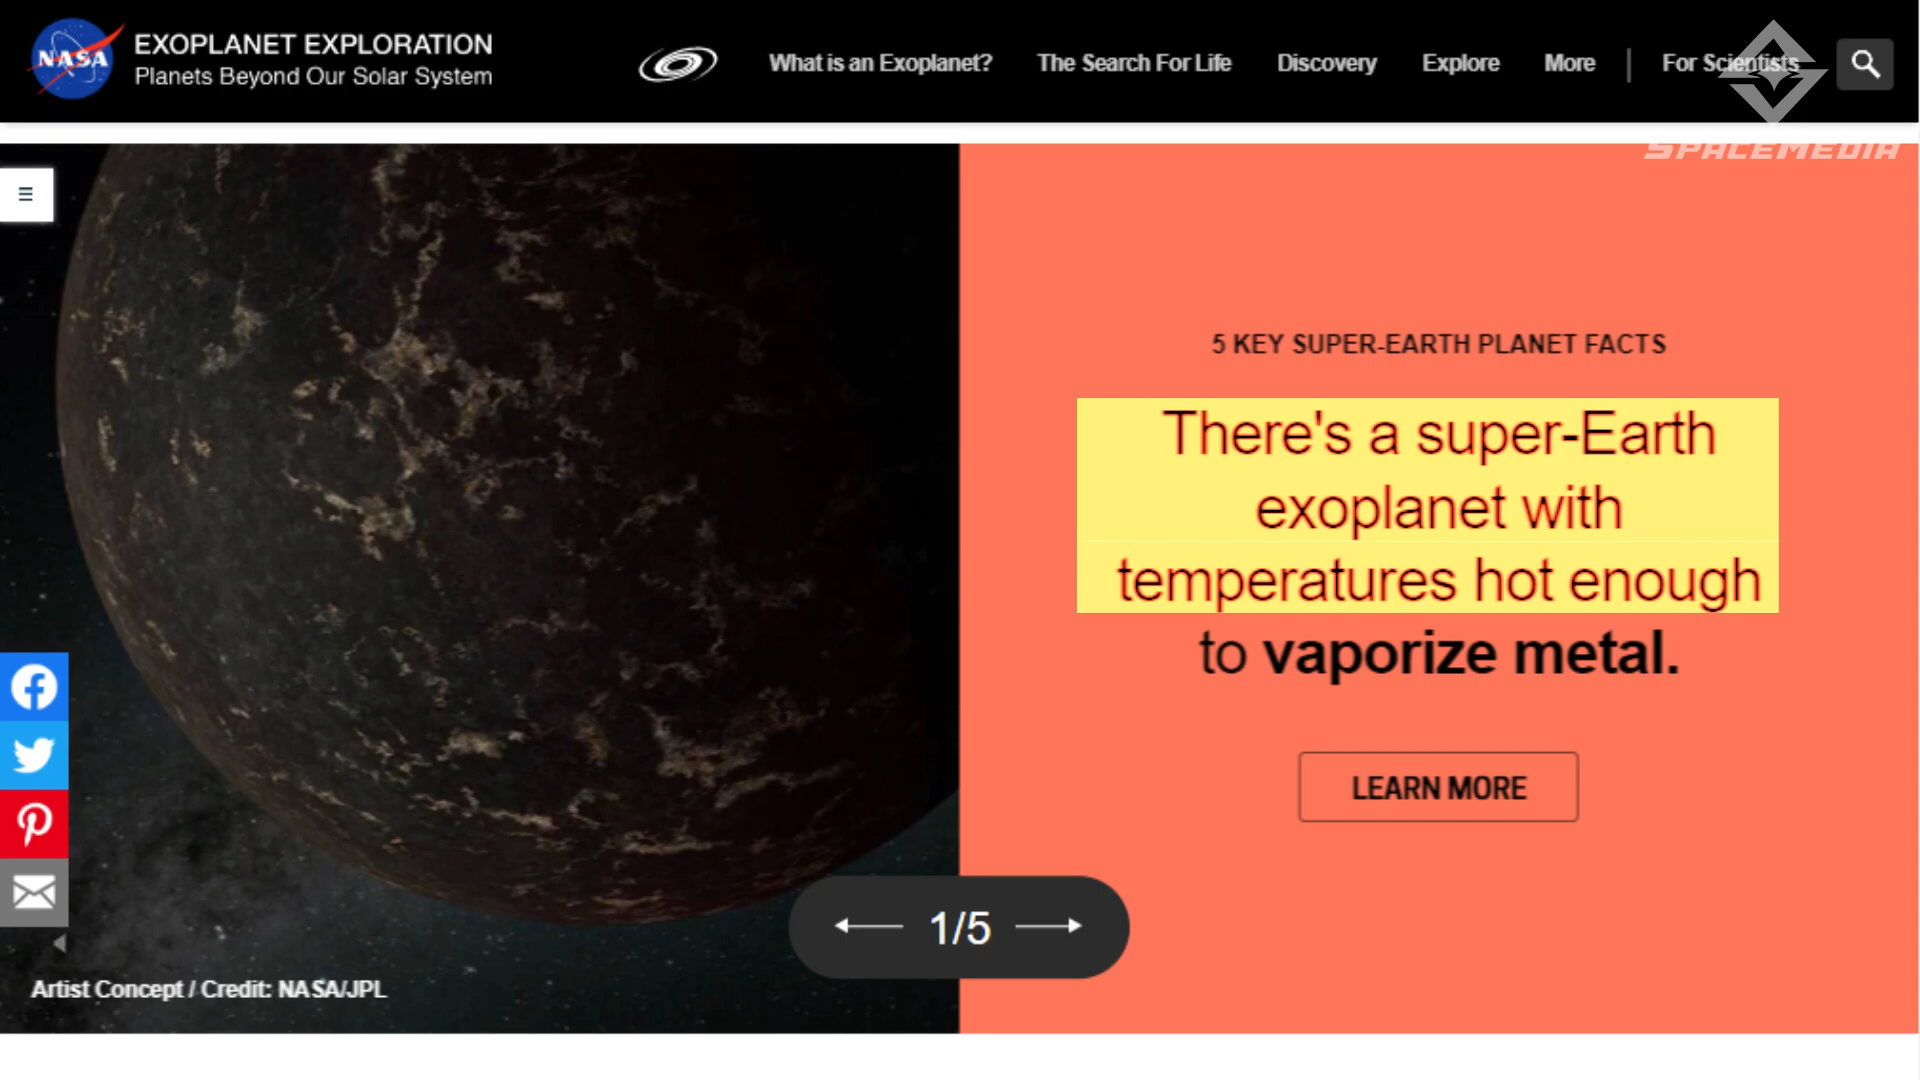 NASA
EXOPLANET EXPLORATION
Planets Beyond Our Solar System
What is an Exoplanet?
The Search For Life
Discovery
Explore
More
For Scientists
SPACEMEDIA
5 KEY SUPER-EARTH PLANET FACTS
There's a super-Earth
exoplanet with
temperatures hot enough
to vaporize metal.
LEARN MORE
1/5
Artist Concept / Credit: NASA/JPL